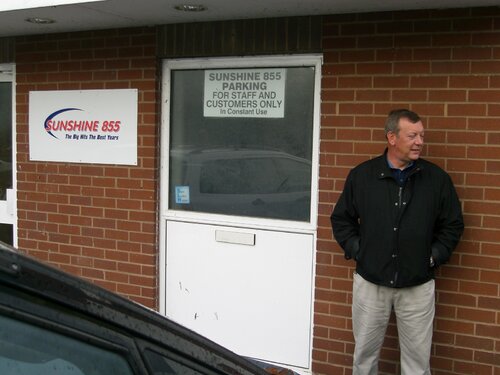 SUNSHINE 855
The Big Hits The Best Years
SUNSHINE 855
PARKING
FOR STAFF AND
CUSTOMERS ONLY
In Constant Use